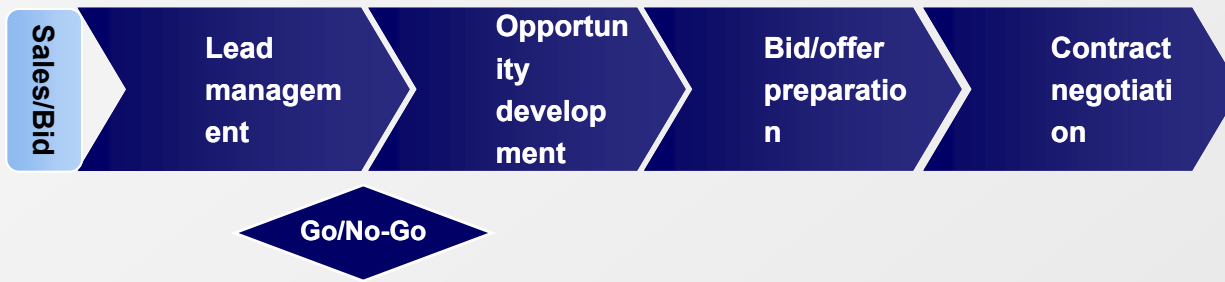 Sales/Bid
Lead
managem
ent
Opportun
ity
develop
ment
Bid/offer
preparatio
n
Contract
negotiati
on
Go/No-Go